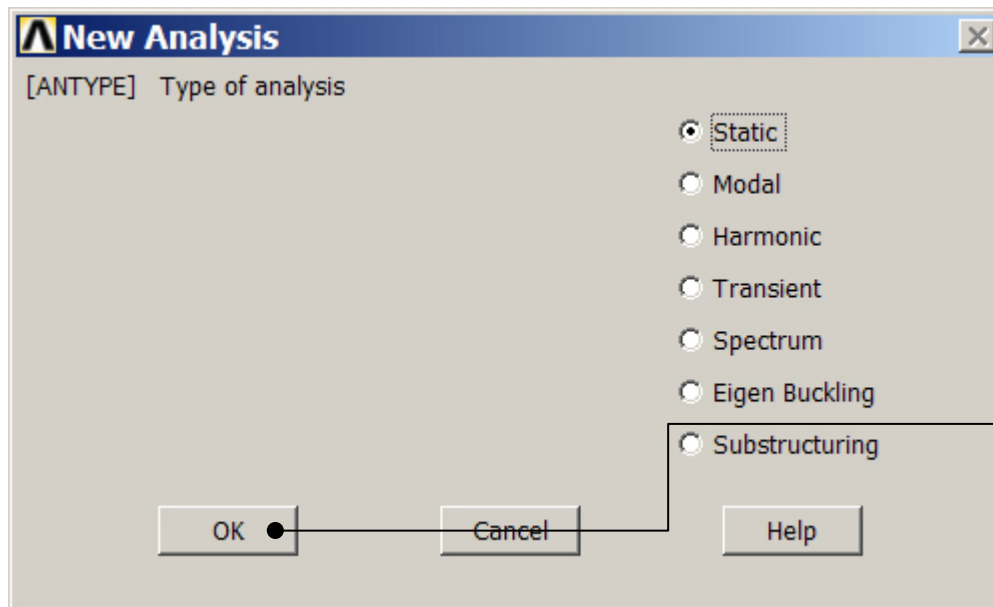 New Analysis
[ANTYPE] Type of analysis
Static
Modal
Harmonic
Transient
Spectrum
Eigen Buckling
Substructuring
OK Cancel Help